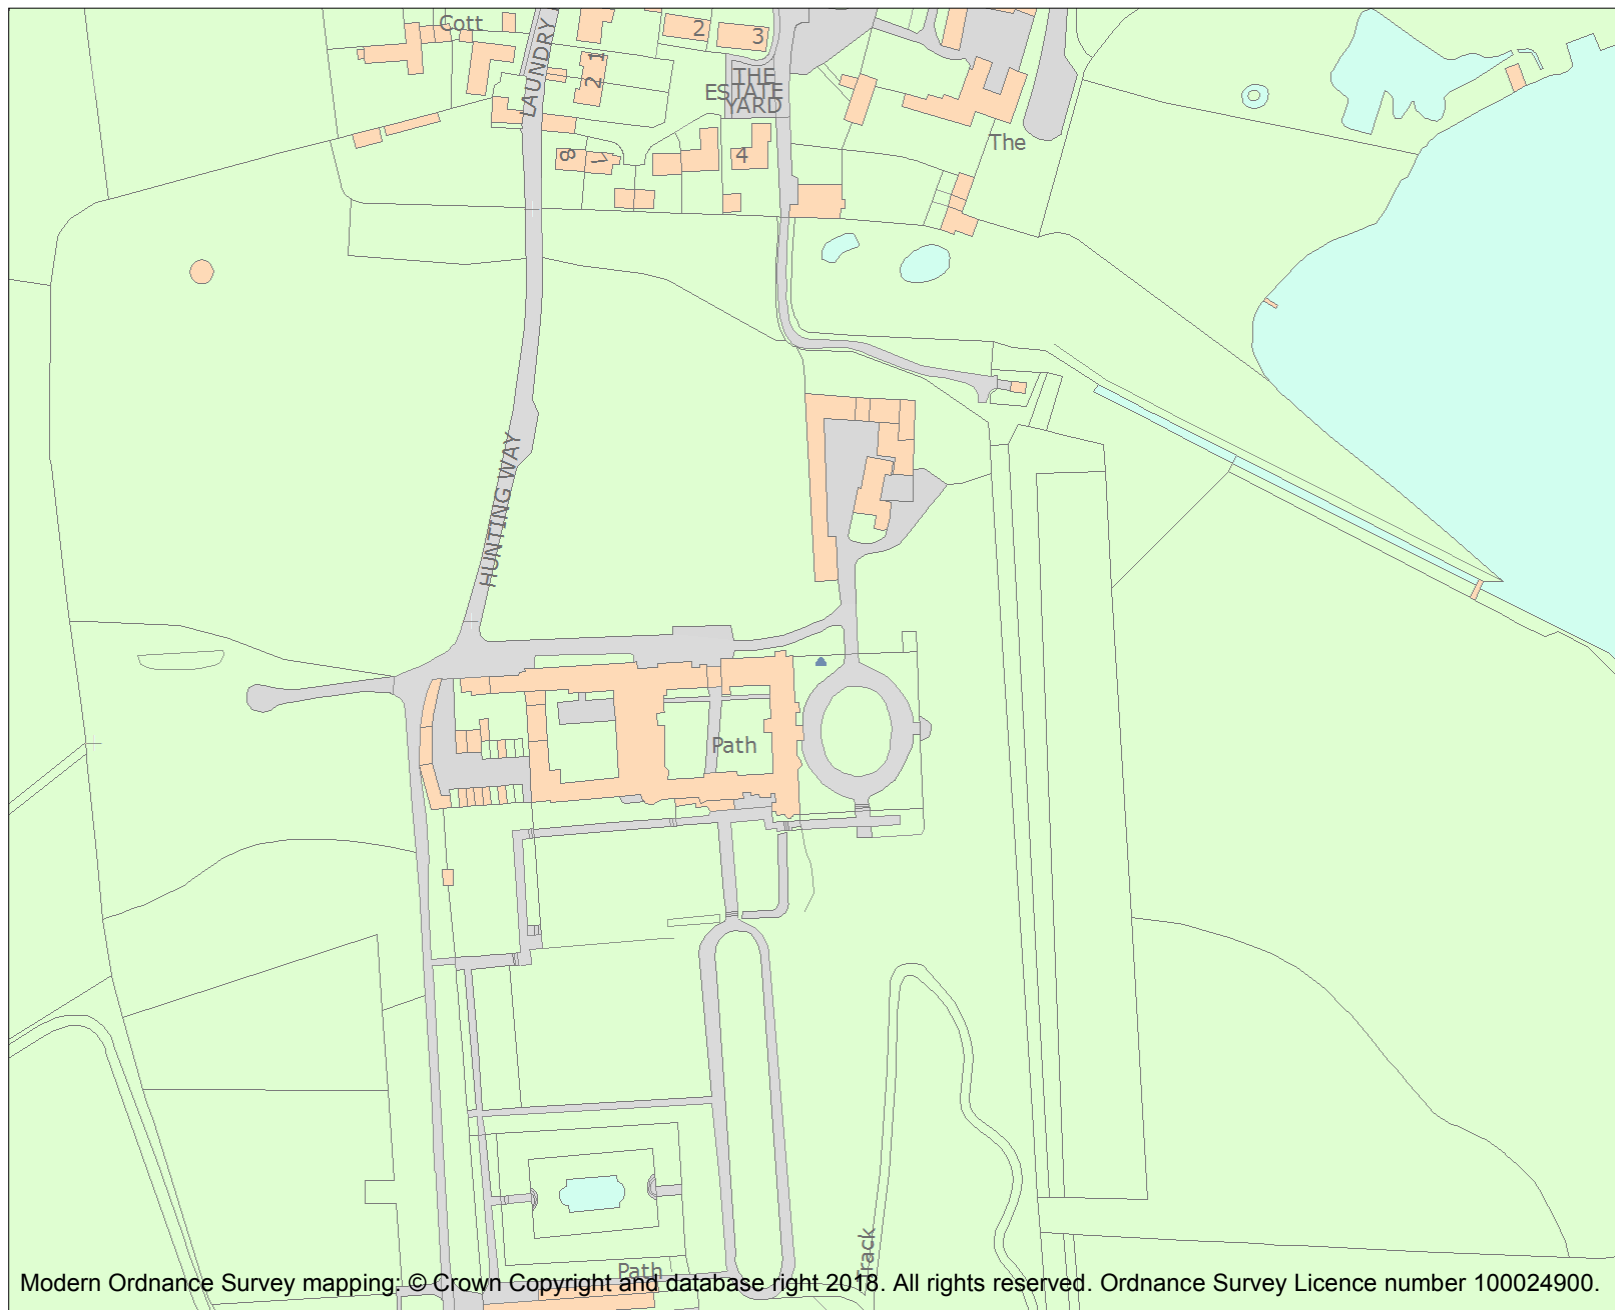 Cott
LAUNDRY
2
3
1
2
THE
ESTATE
YARD
The
8
7
4
HUNTING WAY
Path
Track
Path
Modern Ordnance Survey mapping: © Crown Copyright and database right 2018. All rights reserved. Ordnance Survey Licence number 100024900.